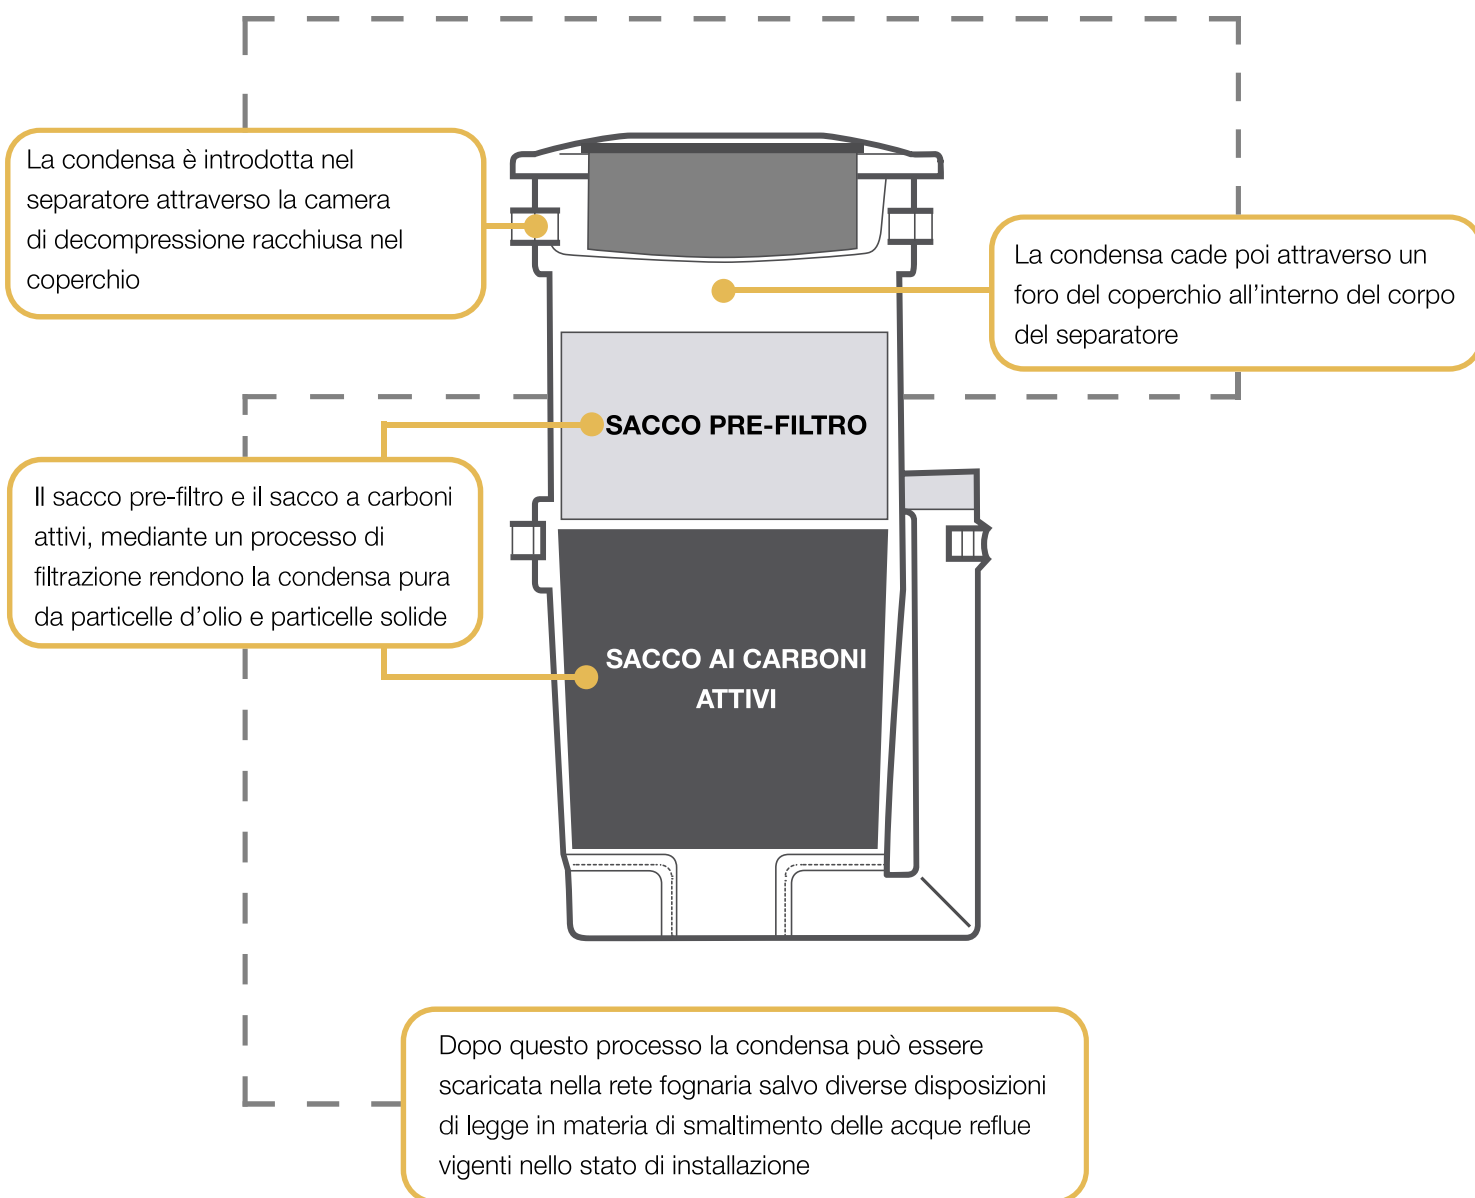 La condensa è introdotta nel
separatore attraverso la camera
di decompressione racchiusa nel
coperchio
La condensa cade poi attraverso un
foro del coperchio all’interno del corpo
del separatore
SACCO PRE-FILTRO
Il sacco pre-filtro e il sacco a carboni
attivi, mediante un processo di
filtrazione rendono la condensa pura
da particelle d’olio e particelle solide
SACCO AI CARBONI
ATTIVI
Dopo questo processo la condensa può essere
scaricata nella rete fognaria salvo diverse disposizioni
di legge in materia di smaltimento delle acque reflue
vigenti nello stato di installazione